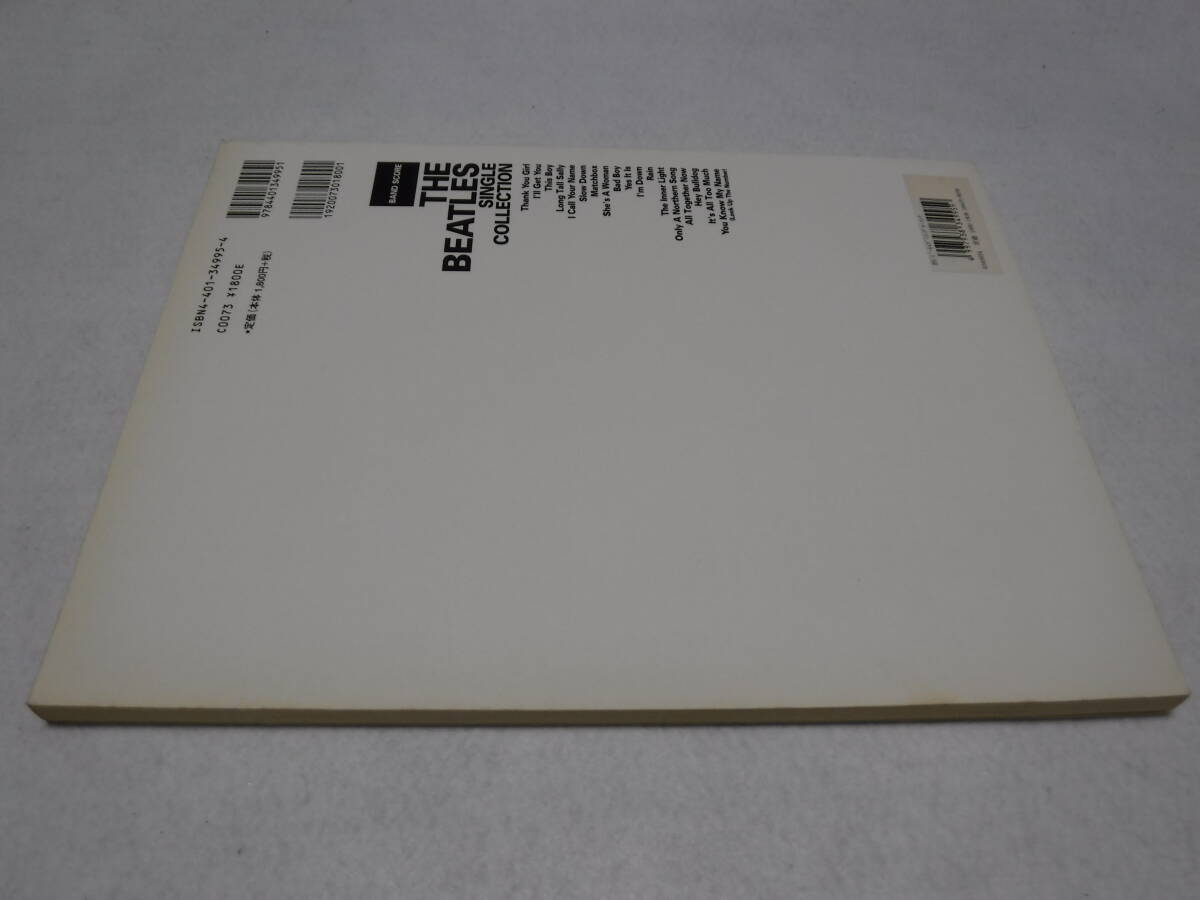 BAND SCORE
THE
BEATLES
SINGLE
COLLECTION
Thank You Girl
I'll Get You
This Boy
Long Tall Sally
I Call Your Name
Slow Down
Matchbox
She's A Woman
Bad Boy
Yes It Is
I'm Down
Rain
The Inner Light
Only A Northern Song
All Together Now
Hey Bulldog
It's All Too Much
You Know My Name
(Look Up The Number)
9784401349951
1920073018001
ISBN4-401-34995-4
C0073 ¥1800E
*定価(本体1,800円+税)